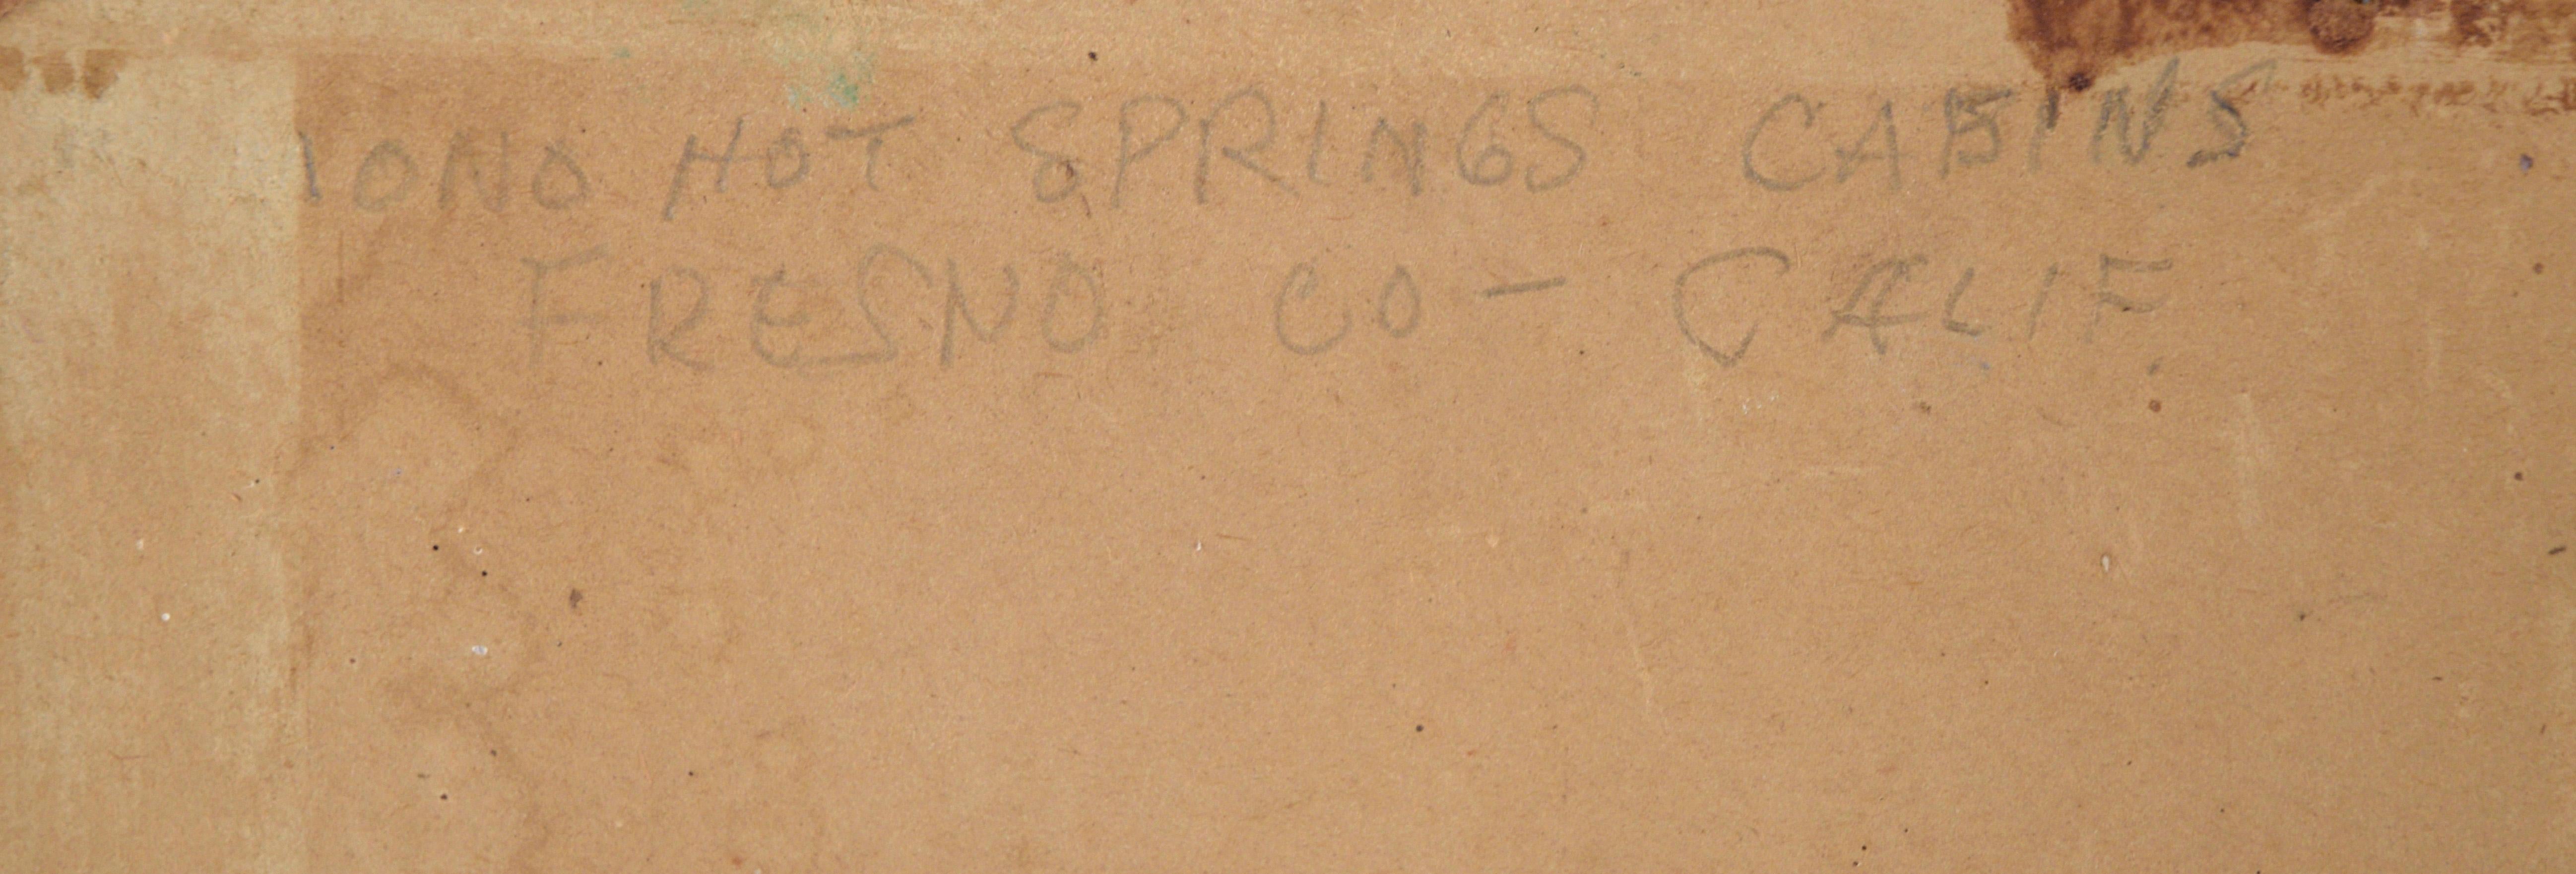 MONO HOT SPRINGS CABINS
FRESNO CO - CALIF.